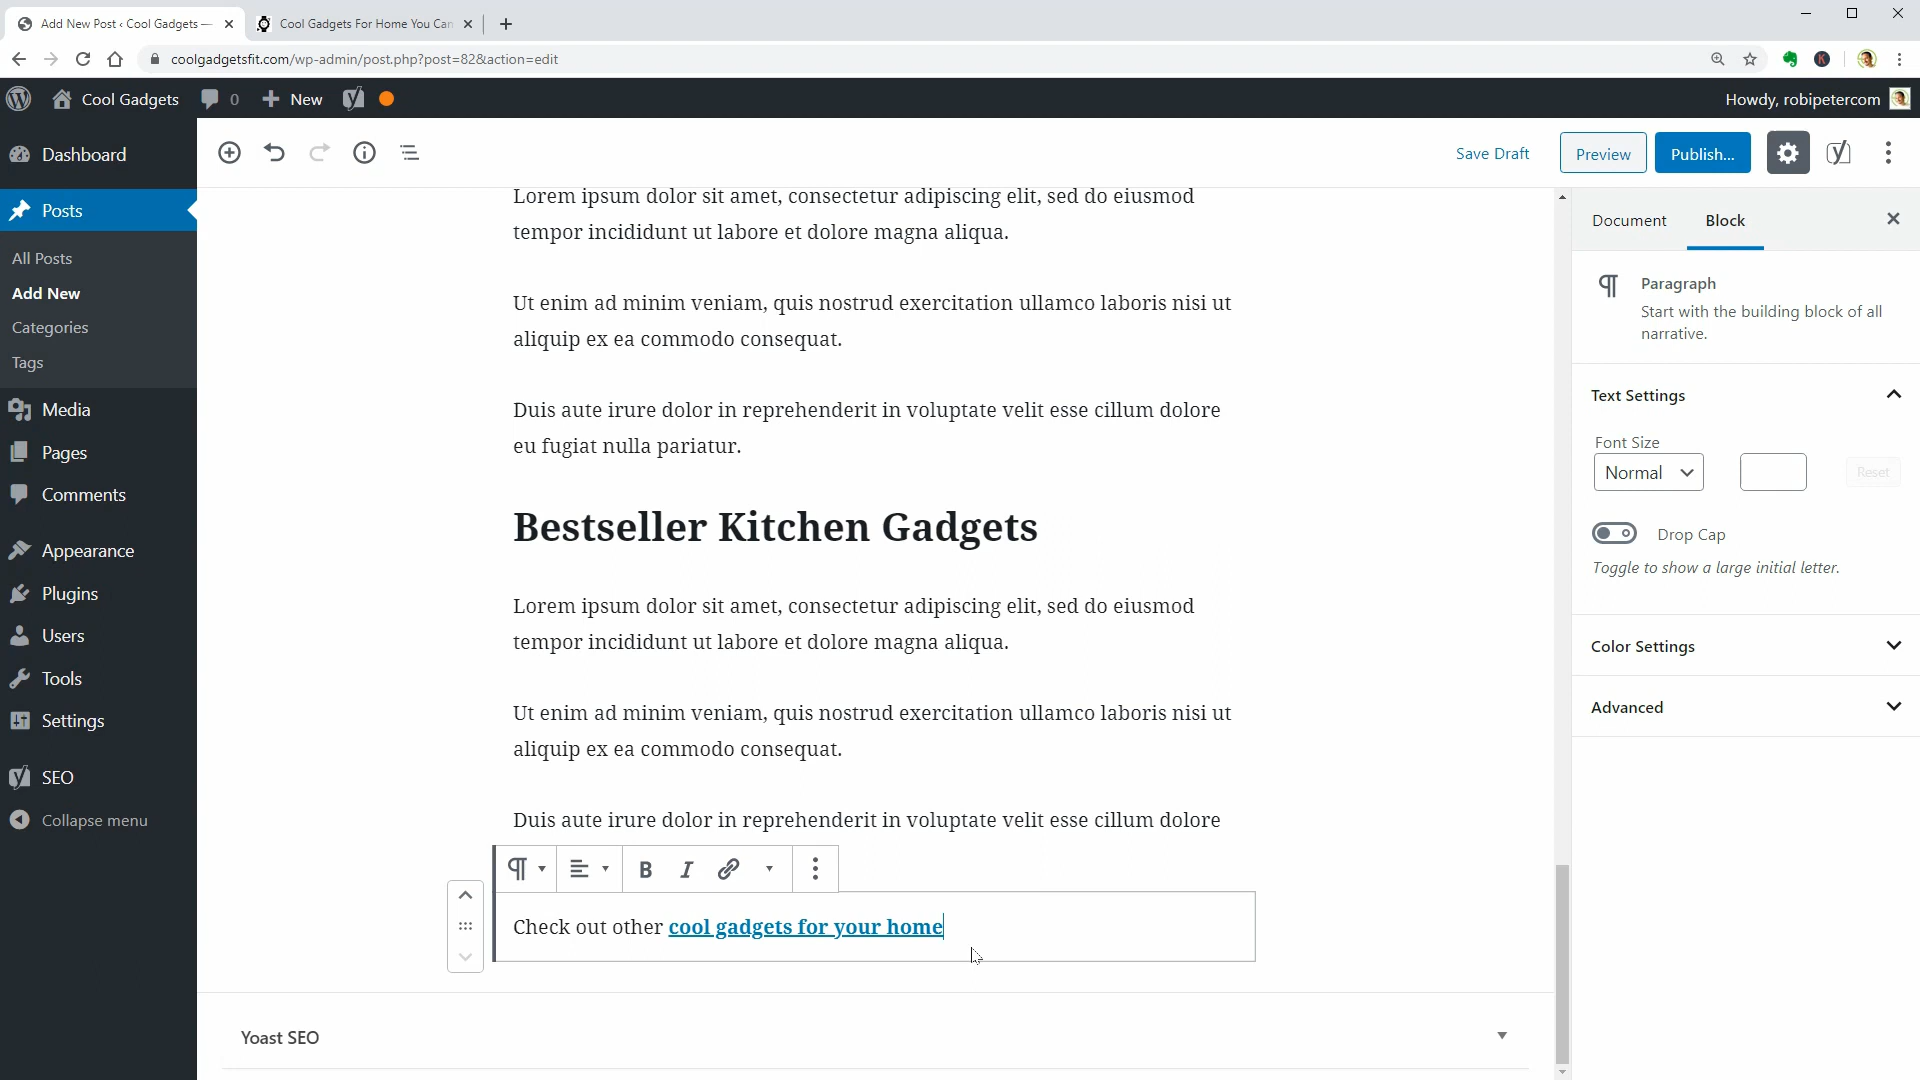 Add New Post ‹ Cool Gadgets —
Cool Gadgets For Home You Can
coolgadgetsfit.com/wp-admin/post.php?post=82&action=edit
K
Cool Gadgets
0
New
Howdy, robipetercom
Dashboard
Posts
All Posts
Add New
Categories
Tags
Media
Pages
Comments
Appearance
Plugins
Users
Tools
Settings
SEO
Collapse menu
Save Draft
Preview
Publish...
Lorem ipsum dolor sit amet, consectetur adipiscing elit, sed do eiusmod
tempor incididunt ut labore et dolore magna aliqua.
Ut enim ad minim veniam, quis nostrud exercitation ullamco laboris nisi ut
aliquip ex ea commodo consequat.
Duis aute irure dolor in reprehenderit in voluptate velit esse cillum dolore
eu fugiat nulla pariatur.
Bestseller Kitchen Gadgets
Lorem ipsum dolor sit amet, consectetur adipiscing elit, sed do eiusmod
tempor incididunt ut labore et dolore magna aliqua.
Ut enim ad minim veniam, quis nostrud exercitation ullamco laboris nisi ut
aliquip ex ea commodo consequat.
Duis aute irure dolor in reprehenderit in voluptate velit esse cillum dolore
B I
Check out other cool gadgets for your home
Yoast SEO
Document Block
Paragraph
Start with the building block of all
narrative.
Text Settings
Font Size
Normal
Reset
Drop Cap
Toggle to show a large initial letter.
Color Settings
Advanced